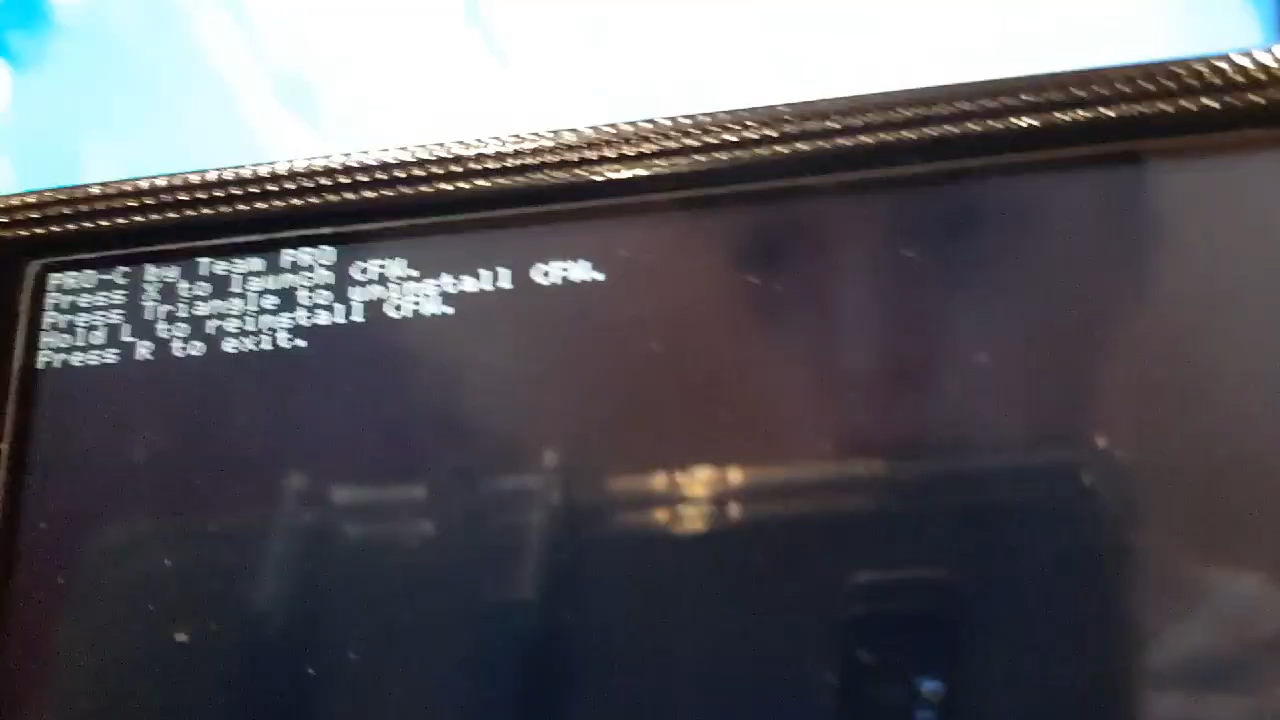 PRO-C by Team PRO
Press X to launch CFW.
Press Triangle to uninstall CFW.
Hold L to reinstall CFW.
Press R to exit.